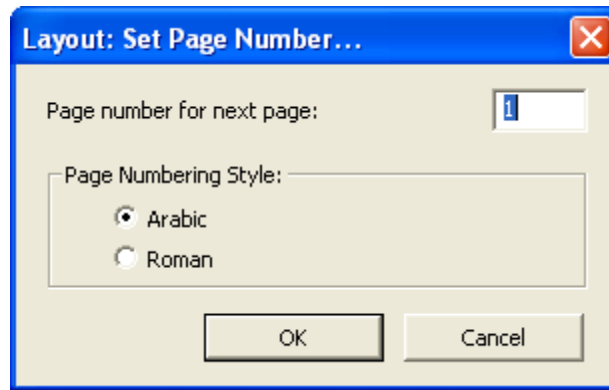 Layout: Set Page Number...
Page number for next page: 1
Page Numbering Style:
Arabic
Roman
OK Cancel